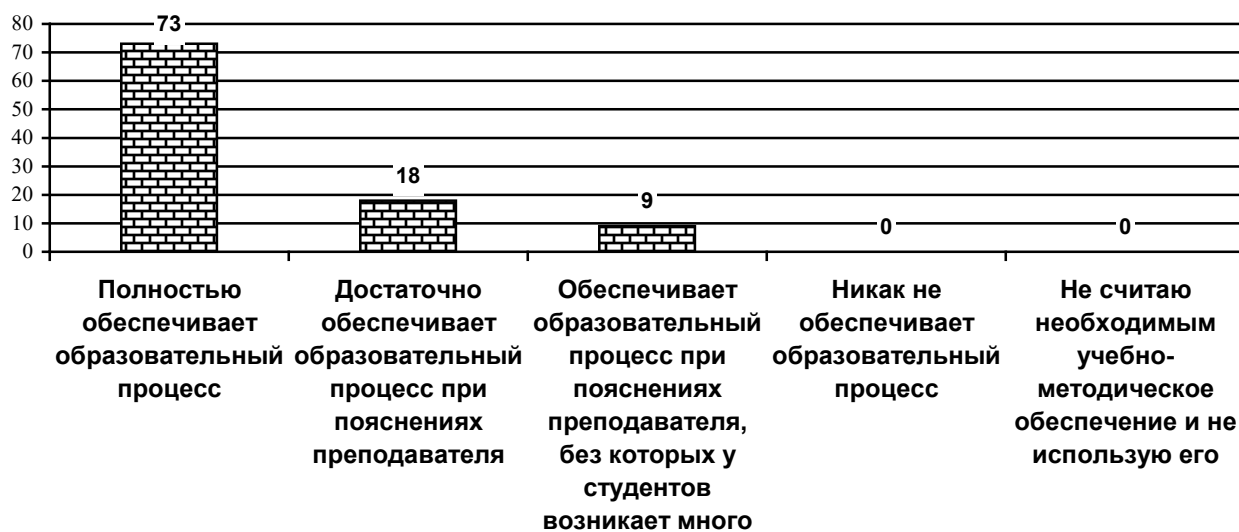 80
70
60
50
40
30
20
10
0
73
18
9
0
0
Полностью
обеспечивает
образовательный
процесс
Достаточно
обеспечивает
образовательный
процесс при
пояснениях
преподавателя
Обеспечивает
образовательный
процесс при
пояснениях
преподавателя,
без которых у
студентов
возникает много
Никак не
обеспечивает
образовательный
процесс
Не считаю
необходимым
учебно-
методическое
обеспечение и не
использую его